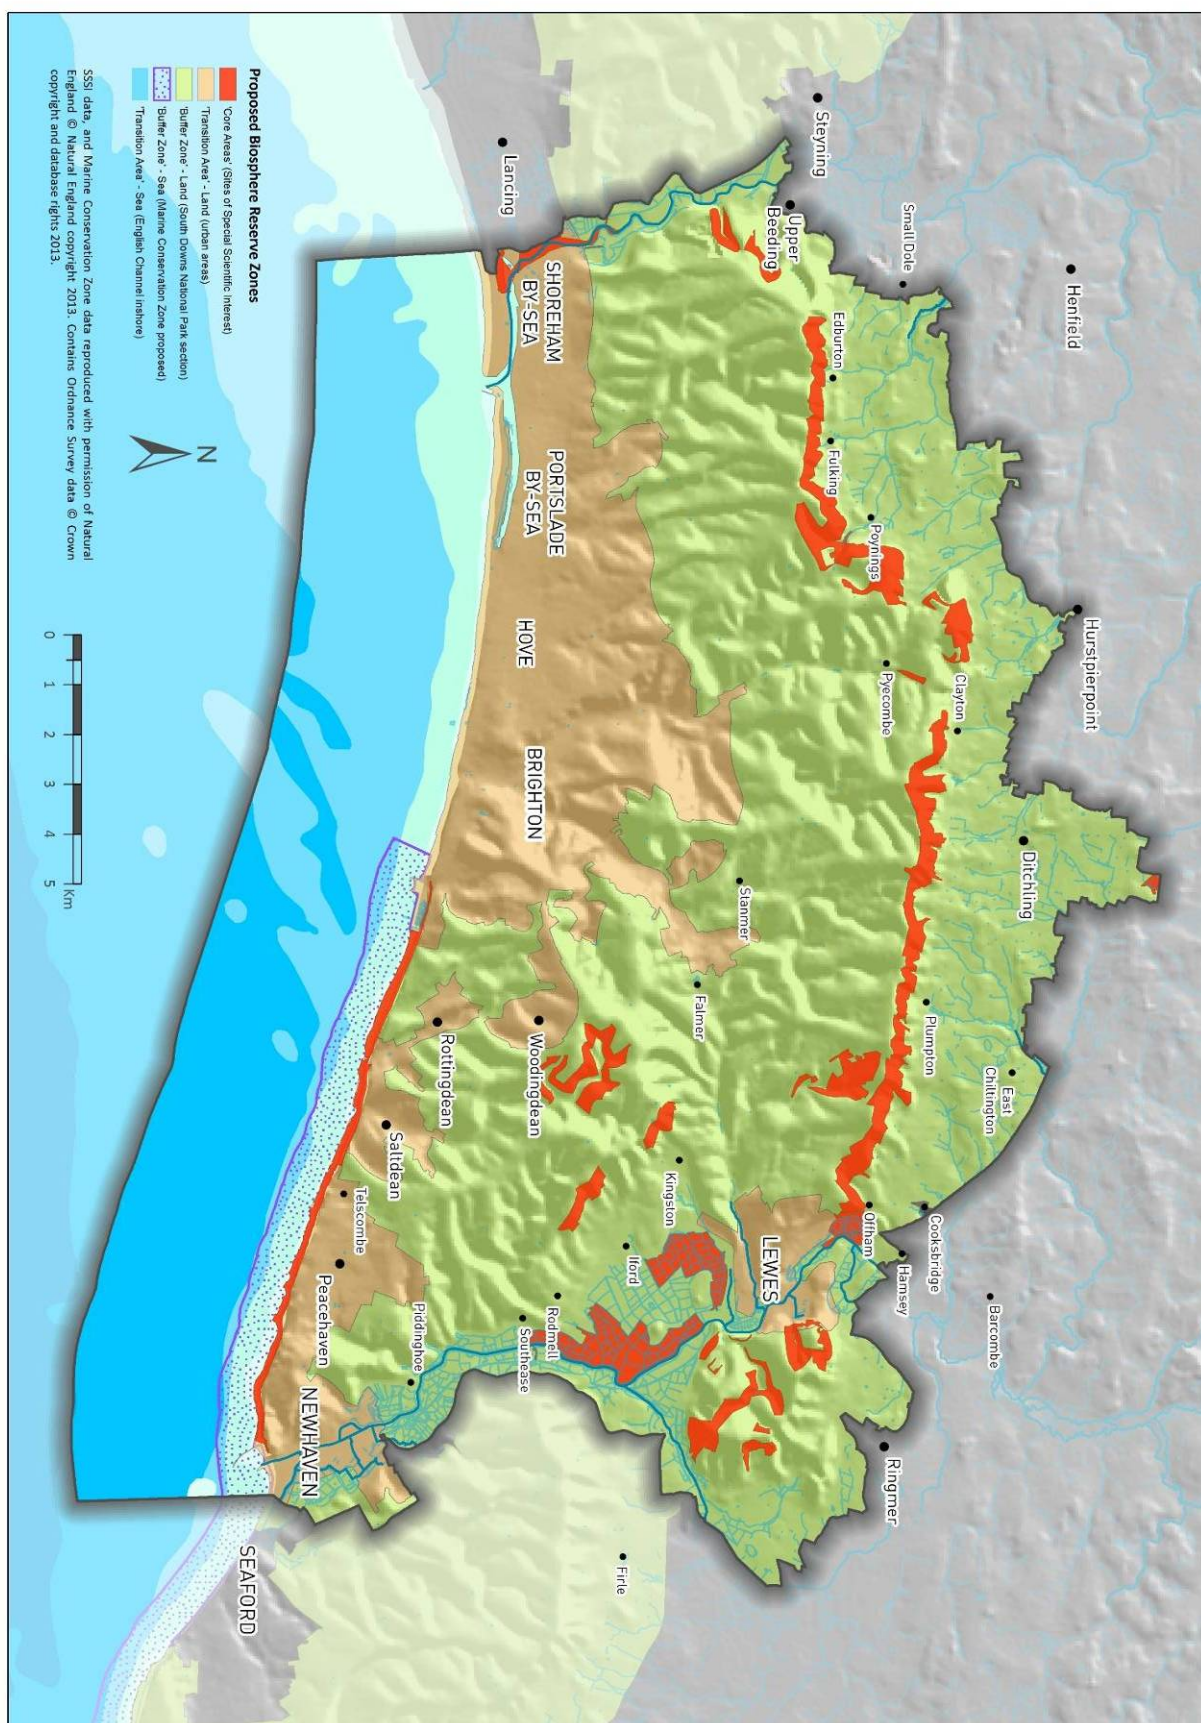 Henfield
Hurstpierpoint
Small Dole
Steyning
Upper
Beeding
Edburton
Fulking
Poynings
Clayton
Pyecombe
Ditchling
East
Chiltington
Plumpton
Cooksbridge
Barcombe
Offham
Hamsey
Ringmer
Stanmer
Falmer
Kingston
LEWES
Iford
Rodmell
Southease
Firle
Lancing
SHOREHAM
BY-SEA
PORTSLADE
BY-SEA
HOVE
BRIGHTON
Woodingdean
Rottingdean
Saltdean
Telscombe
Peacehaven
Piddinghoe
NEWHAVEN
SEAFORD
Proposed Biosphere Reserve Zones
'Core Areas' (Sites of Special Scientific Interest)
'Transition Area' - Land (urban areas)
'Buffer Zone' - Land (South Downs National Park section)
'Buffer Zone' - Sea (Marine Conservation Zone proposed)
'Transition Area' - Sea (English Channel inshore)
N
0 1 2 3 4 5
Km
SSSI data, and Marine Conservation Zone data reproduced with permission of Natural
England © Natural England copyright 2013. Contains Ordnance Survey data © Crown
copyright and database rights 2013.